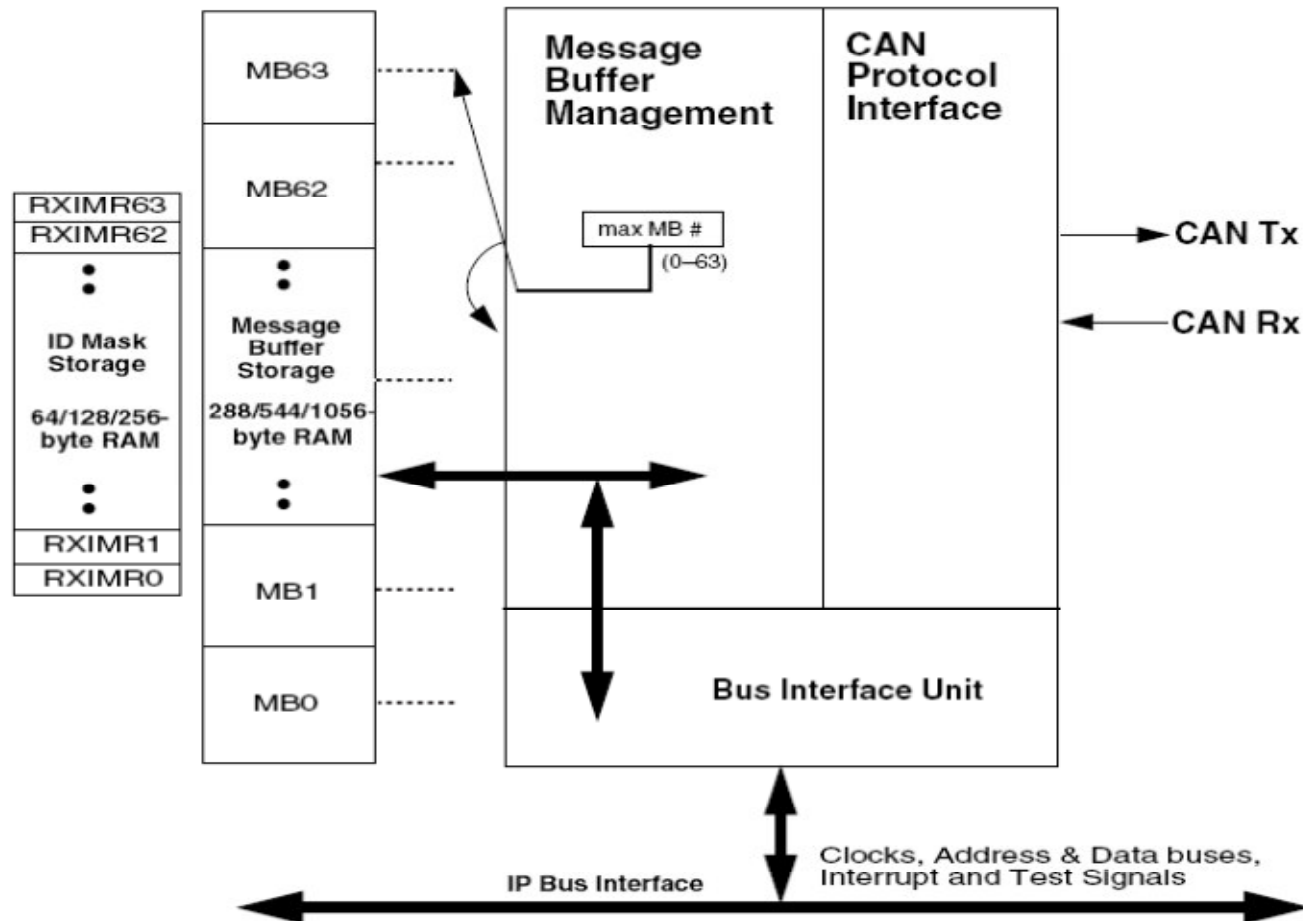 RXIMR63
RXIMR62
ID Mask
Storage
64/128/256-
byte RAM
RXIMR1
RXIMR0
MB63
MB62
Message
Buffer
Storage
288/544/1056-
byte RAM
MB1
MB0
Message
Buffer
Management
max MB #
(0–63)
CAN
Protocol
Interface
CAN Tx
CAN Rx
Bus Interface Unit
Clocks, Address & Data buses,
Interrupt and Test Signals
IP Bus Interface